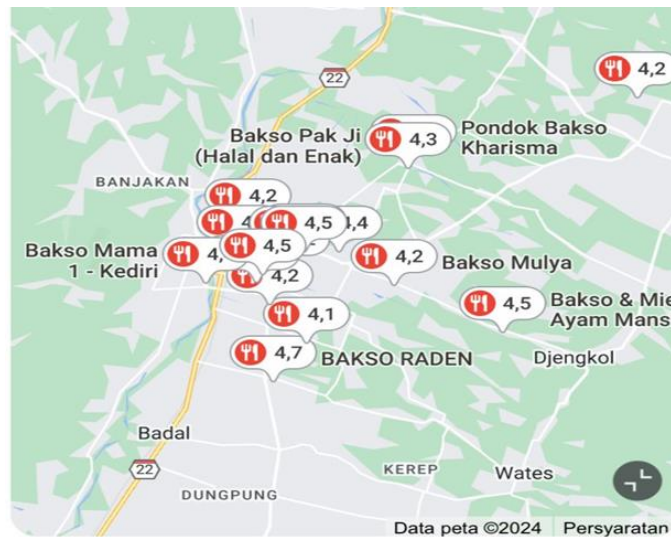 22
4,2
Bakso Pak Ji
(Halal dan Enak)
4,3
Pondok Bakso
Kharisma
BANJAKAN
4,2
4,5
4,4
Bakso Mama
1 - Kediri
4,5
4,2
Bakso Mulya
4,2
4,1
4,5
Bakso & Mie
Ayam Mans
4,7
BAKSO RADEN
Djengkol
Badal
22
KEREP
Wates
DUNGPUNG
Data peta ©2024
Persyaratan